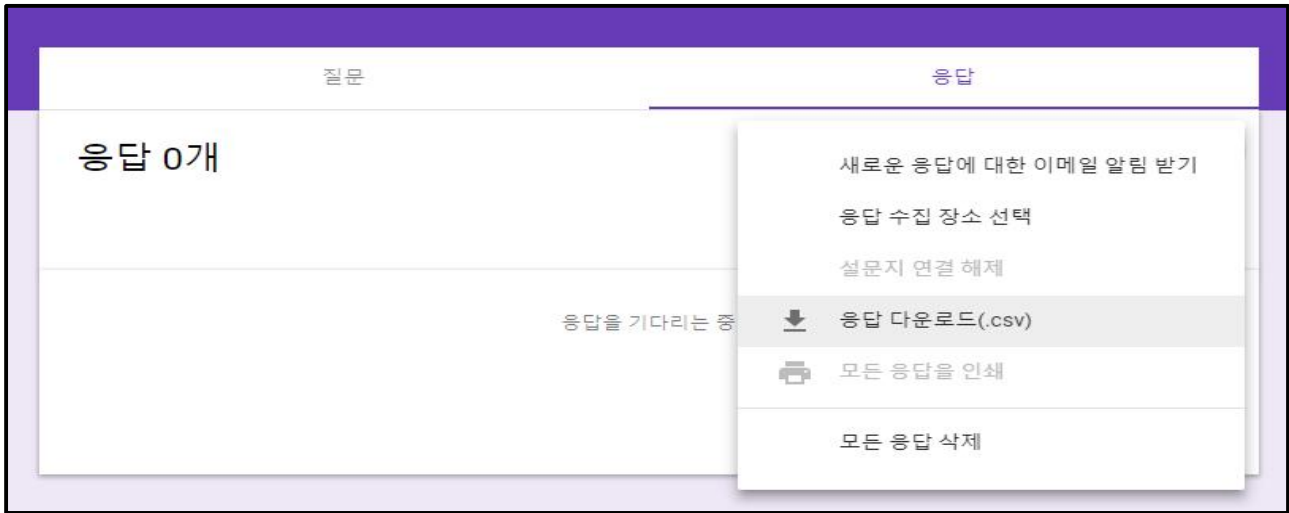 질문
응답
응답 0개
새로운 응답에 대한 이메일 알림 받기
응답 수집 장소 선택
설문지 연결 해제
응답을 기다리는 중
응답 다운로드(.csv)
모든 응답을 인쇄
모든 응답 삭제